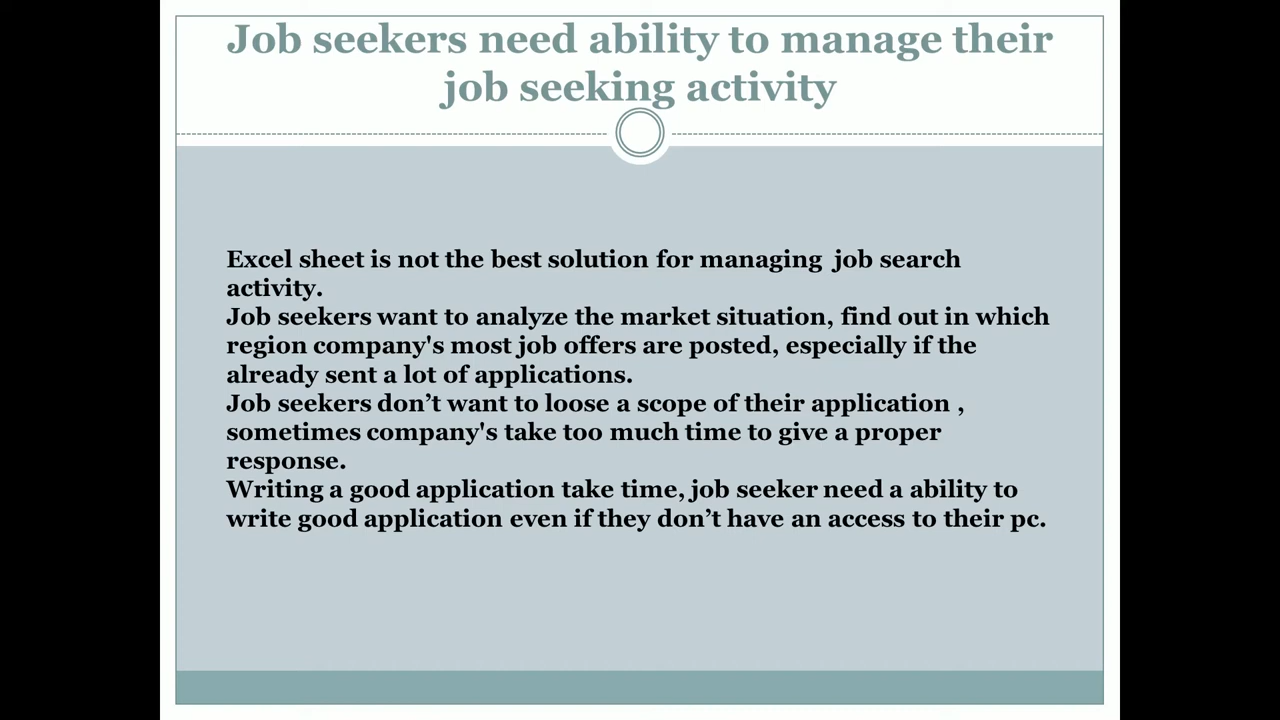 Job seekers need ability to manage their
job seeking activity
Excel sheet is not the best solution for managing  job search
activity.
Job seekers want to analyze the market situation, find out in which
region company's most job offers are posted, especially if the
already sent a lot of applications.
Job seekers don’t want to loose a scope of their application ,
sometimes company's take too much time to give a proper
response.
Writing a good application take time, job seeker need a ability to
write good application even if they don’t have an access to their pc.